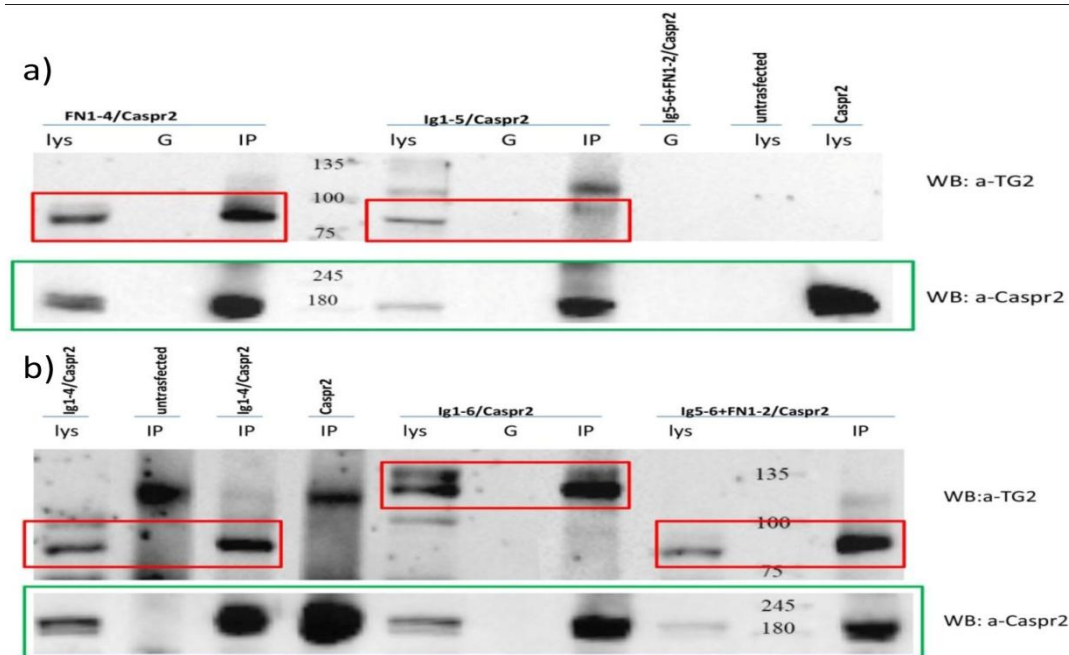 a)
FN1-4/Caspr2
Ig1-5/Caspr2
Ig5-6+FN1-2/Caspr2
untrasfected
Caspr2
lys G IP lys G IP G lys lys
135
100
75
WB: a-TG2
245
180
WB: a-Caspr2
b)
Ig1-4/Caspr2
untrasfected
Ig1-4/Caspr2
Caspr2
Ig1-6/Caspr2
Ig5-6+FN1-2/Caspr2
lys IP IP IP lys G IP lys IP
135
100
75
WB:a-TG2
245
180
WB: a-Caspr2